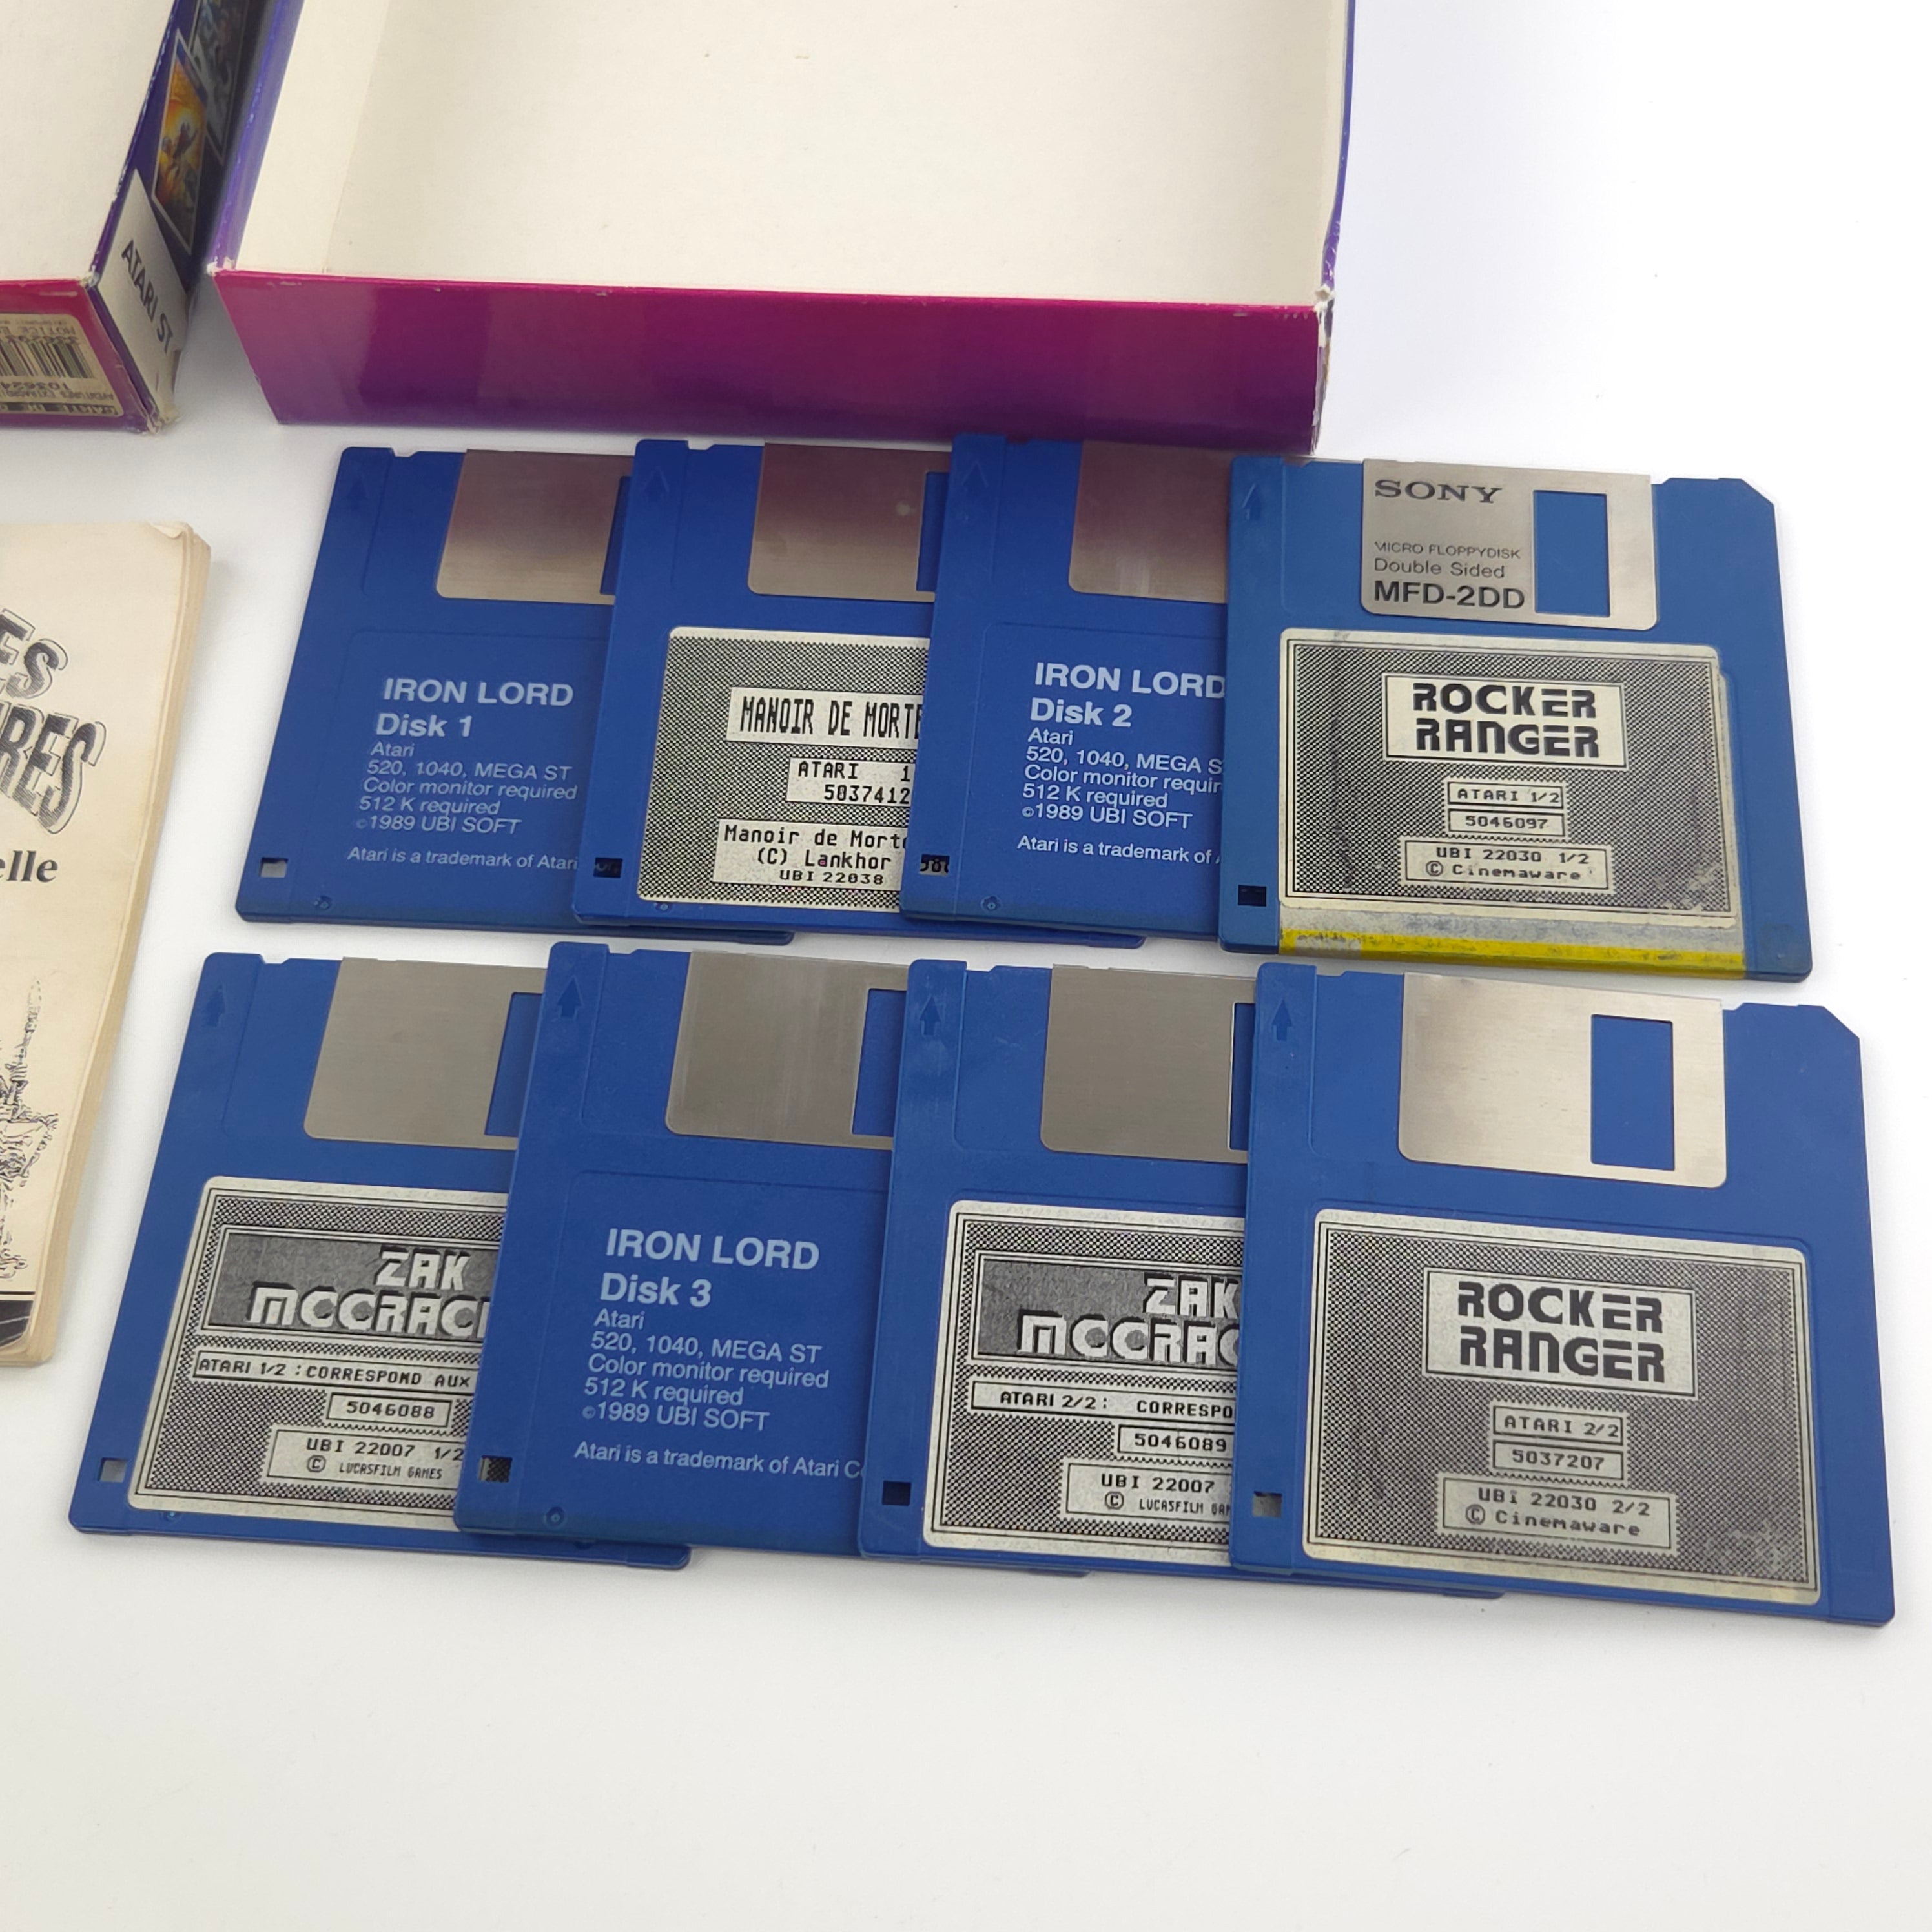 ATARI ST
elle
IRON LORD
Disk 1
Atari
520, 1040, MEGA ST
Color monitor required
512 K required
©1989 UBI SOFT
Atari is a trademark of Atari
MANOIR DE MORTE
ATARI 1
5037412
Manoir de Morte
(C) Lankhor
UBI 22038
IRON LORD
Disk 2
Atari
520, 1040, MEGA S
Color monitor requir
512 K required
©1989 UBI SOFT
Atari is a trademark of
SONY
MICRO FLOPPYDISK
Double Sided
MFD-2DD
ROCKER
RANGER
ATARI 1/2
5046097
UBI 22030 1/2
© Cinemaware
ZAK
MCCRACK
ATARI 1/2 : CORRESPOMD AUX
5046088
UBI 22007 1/2
© LUCASFILM GAMES
IRON LORD
Disk 3
Atari
520, 1040, MEGA ST
Color monitor required
512 K required
©1989 UBI SOFT
Atari is a trademark of Atari Co
ZAK
MCCRAC
ATARI 2/2 : CORRESPO
5046089
UBI 22007
© LUCASFILM GAM
ROCKER
RANGER
ATARI 2/2
5037207
UBI 22030 2/2
© Cinemaware